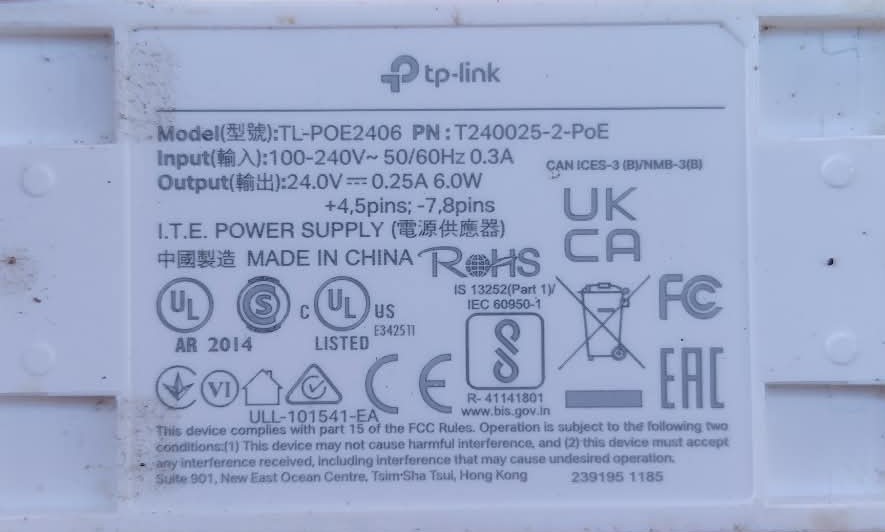 tp-link
Model(型號):TL-POE2406 PN : T240025-2-PoE
Input(輸入):100-240V~ 50/60Hz 0.3A
CAN ICES-3 (B)/NMB-3(B)
Output(輸出):24.0V⎓ 0.25A 6.0W
+4,5pins; -7,8pins
I.T.E. POWER SUPPLY (電源供應器)
中國製造 MADE IN CHINA
RoHS
UK
CA
IS 13252(Part 1)/
IEC 60950-1
UL
AR 2014
S
C UL US
LISTED
E342511
FC
R- 41141801
www.bis.gov.in
EAC
VI
CE
ULL-101541-EA
This device complies with part 15 of the FCC Rules. Operation is subject to the following two
conditions:(1) This device may not cause harmful interference, and (2) this device must accept
any interference received, including interference that may cause undesired operation.
Suite 901, New East Ocean Centre, Tsim Sha Tsui, Hong Kong 239195 1185